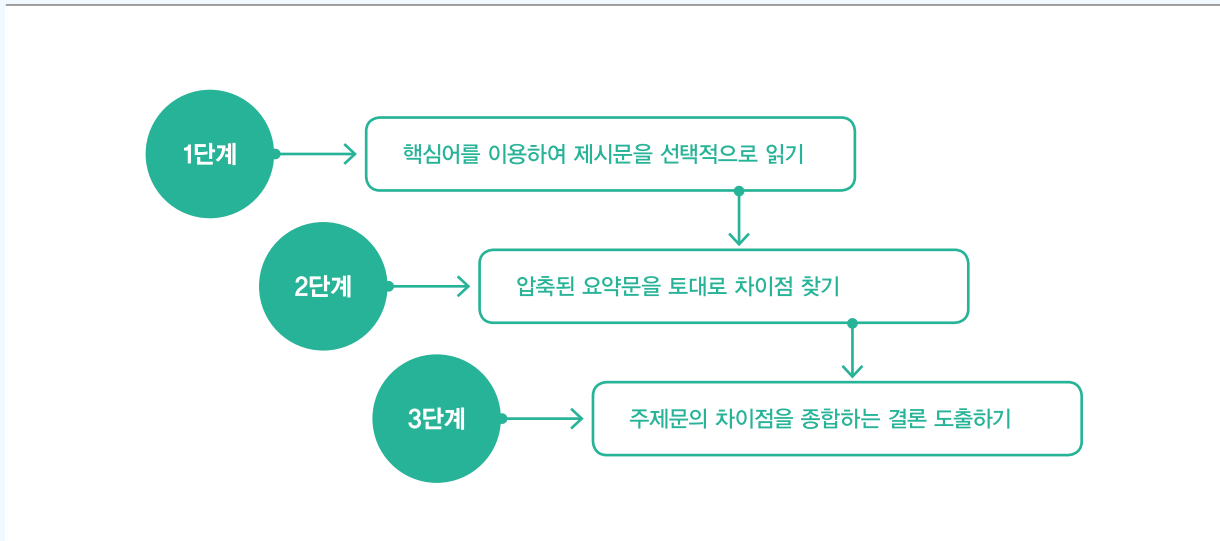 1단계
핵심어를 이용하여 제시문을 선택적으로 읽기
2단계
압축된 요약문을 토대로 차이점 찾기
3단계
주제문의 차이점을 종합하는 결론 도출하기